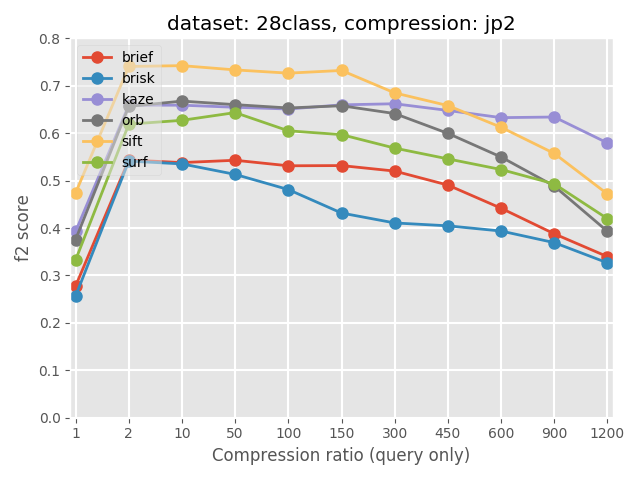 dataset: 28class, compression: jp2
f2 score
0.8
0.7
0.6
0.5
0.4
0.3
0.2
0.1
0.0
brief
brisk
kaze
orb
sift
surf
1 2 10 50 100 150 300 450 600 900 1200
Compression ratio (query only)